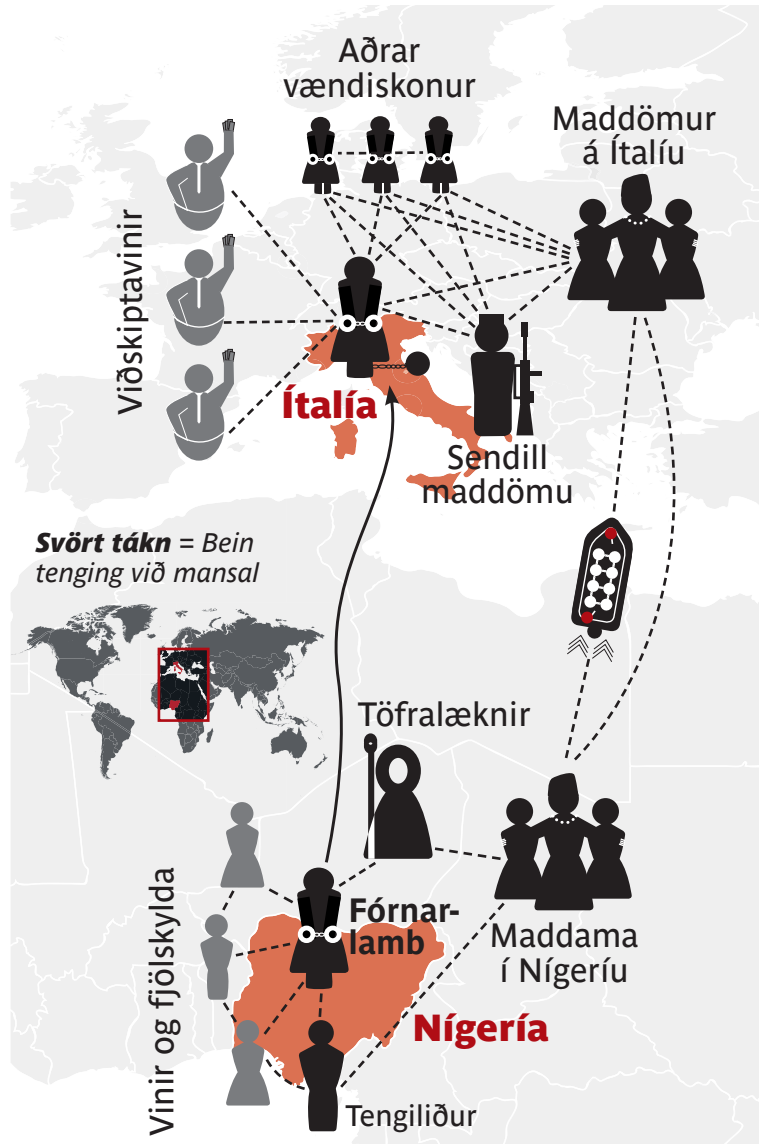 Aðrar
vændiskonur
Maddömur
á Ítalíu
Viðskiptavinir
Ítalía
Sendill
maddömu
Svört tákn = Bein
tenging við mansal
Töfralæknir
Fórnar-
lamb
Maddama
í Nígeríu
Vinir og fjölskylda
Nígería
Tengiliður